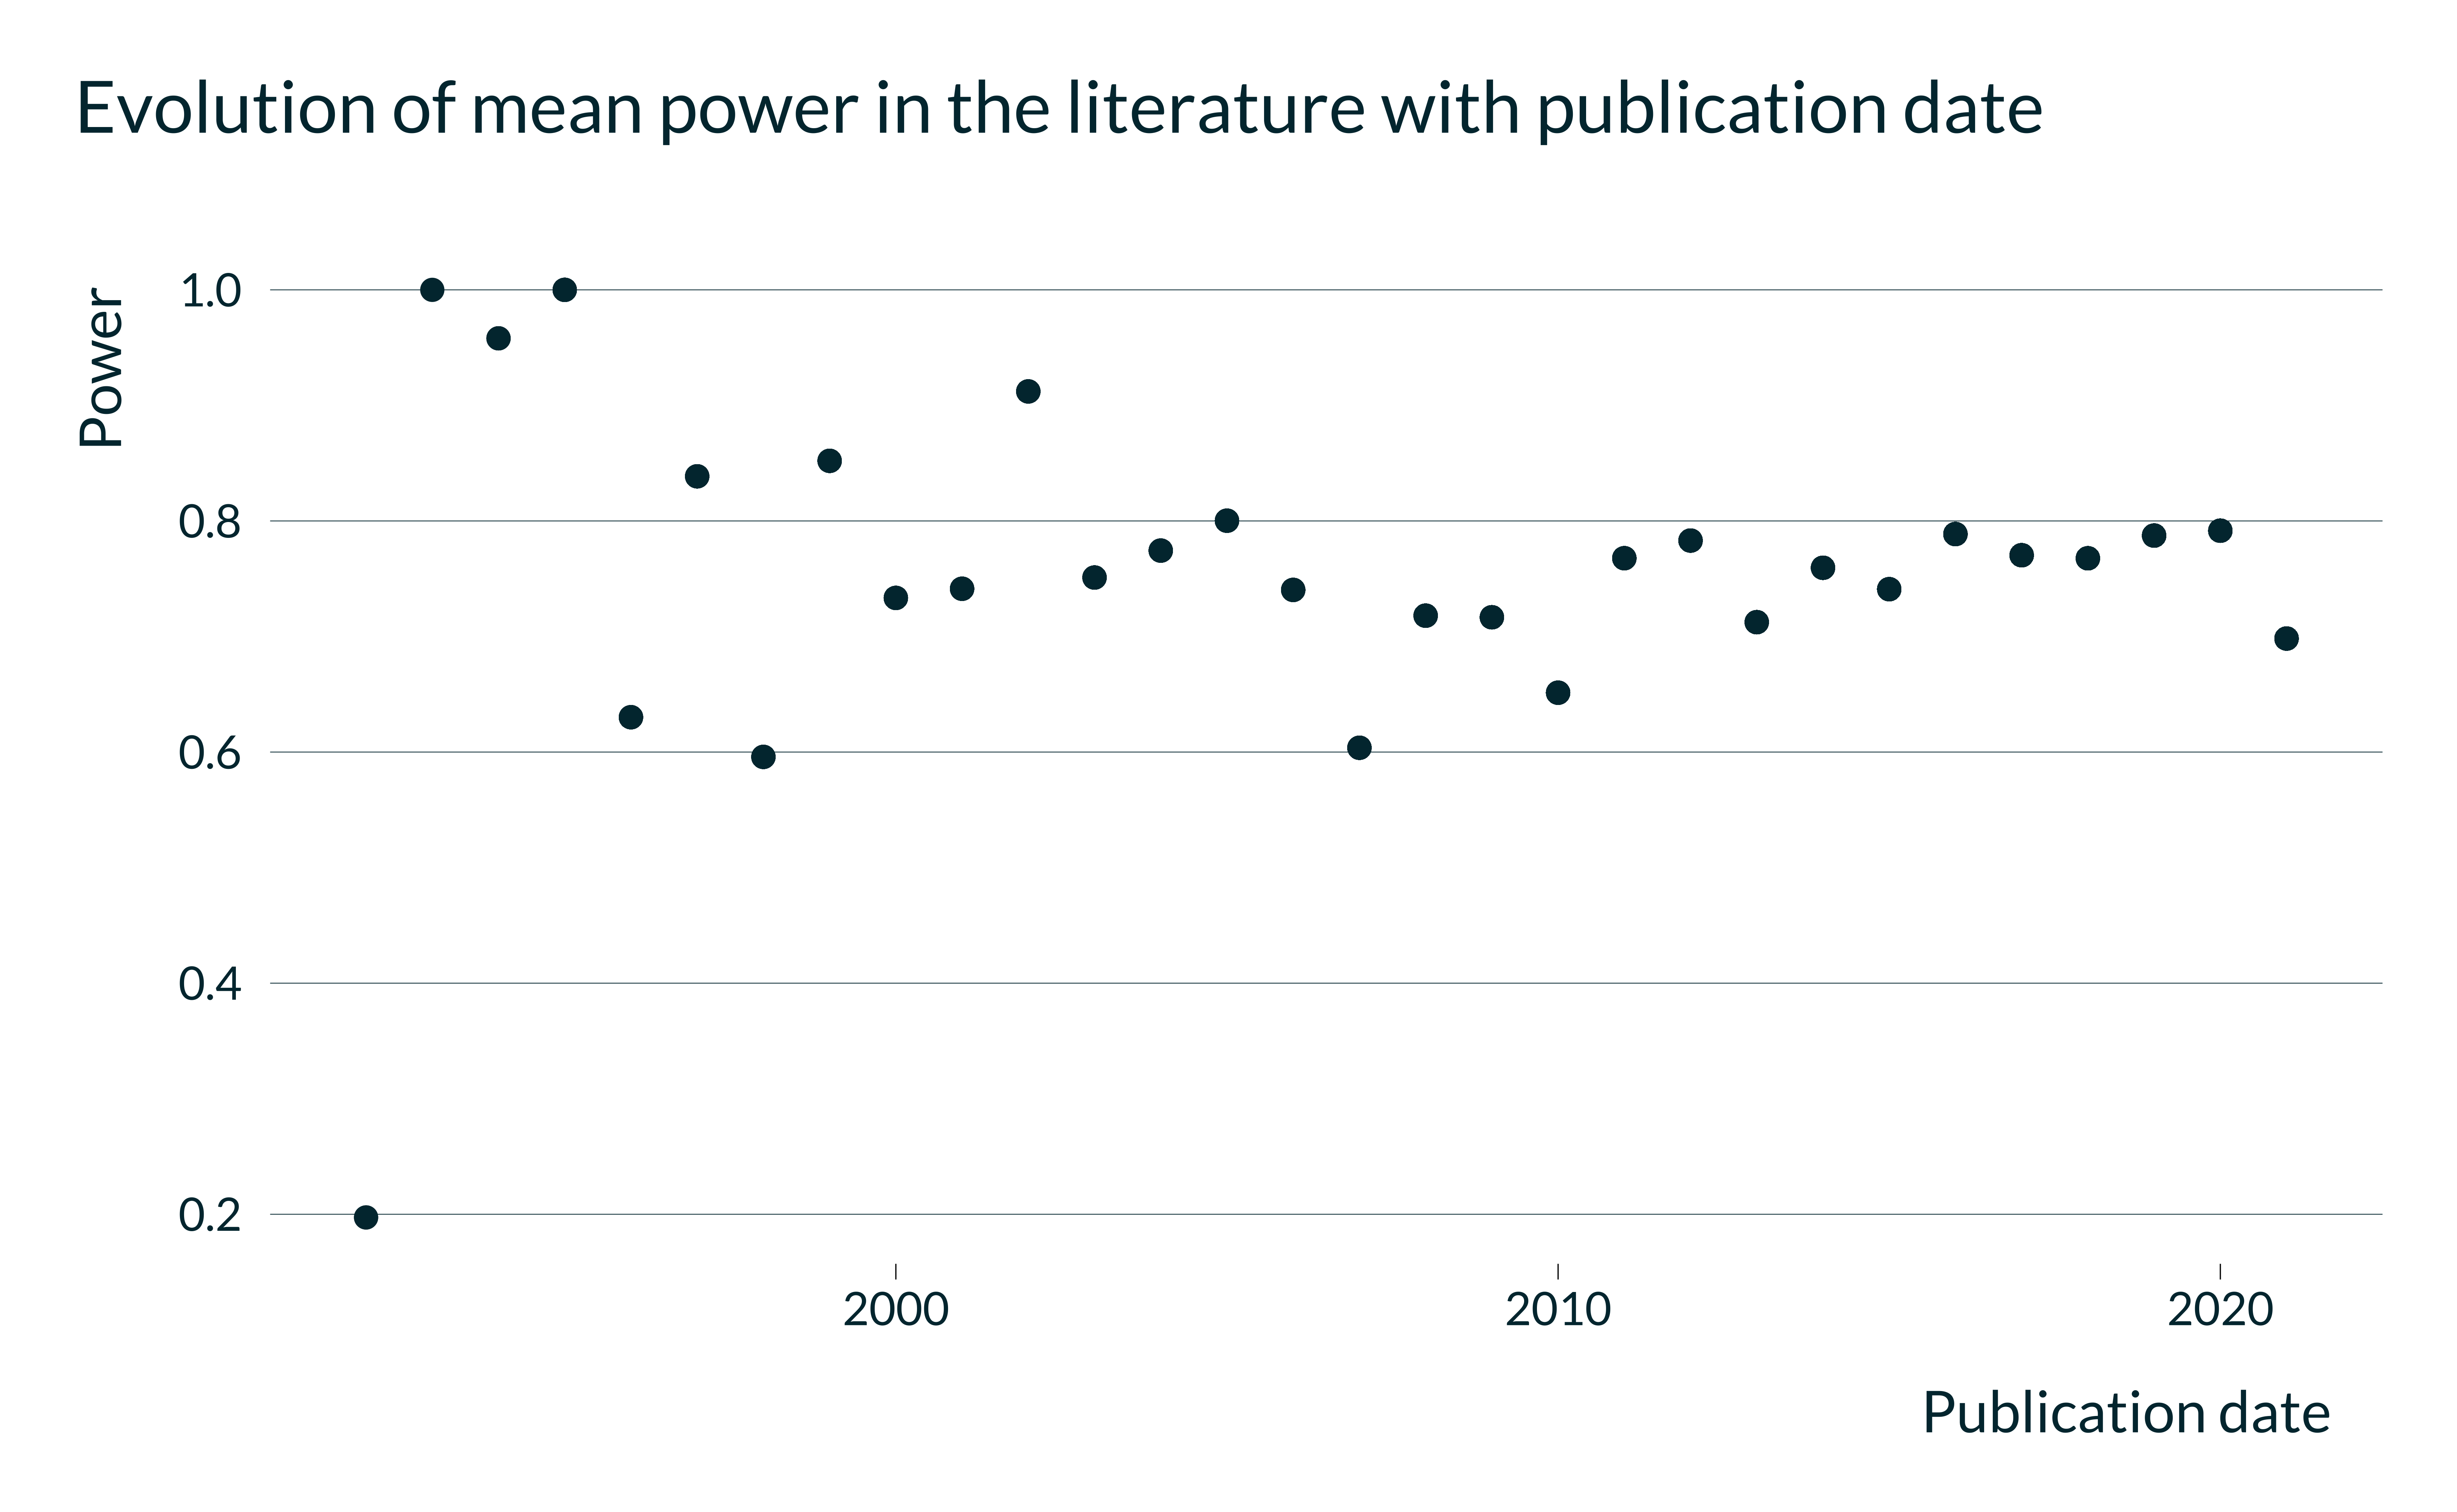 Evolution of mean power in the literature with publication date
Power
1.0
0.8
0.6
0.4
0.2
2000 2010 2020
Publication date